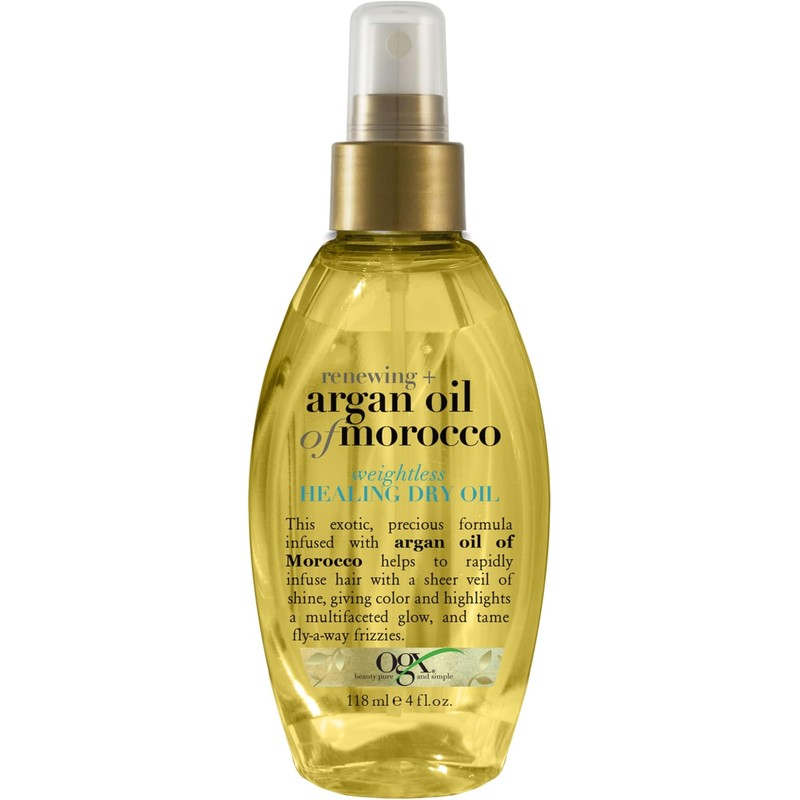 renewing +
argan oil
of morocco
weightless
HEALING DRY OIL
This exotic, precious formula
infused with argan oil of
Morocco helps to rapidly
infuse hair with a sheer veil of
shine, giving color and highlights
a multifaceted glow, and tame
fly-a-way frizzies.
ogx®
beauty pure and simple
118 ml e 4 fl.oz.